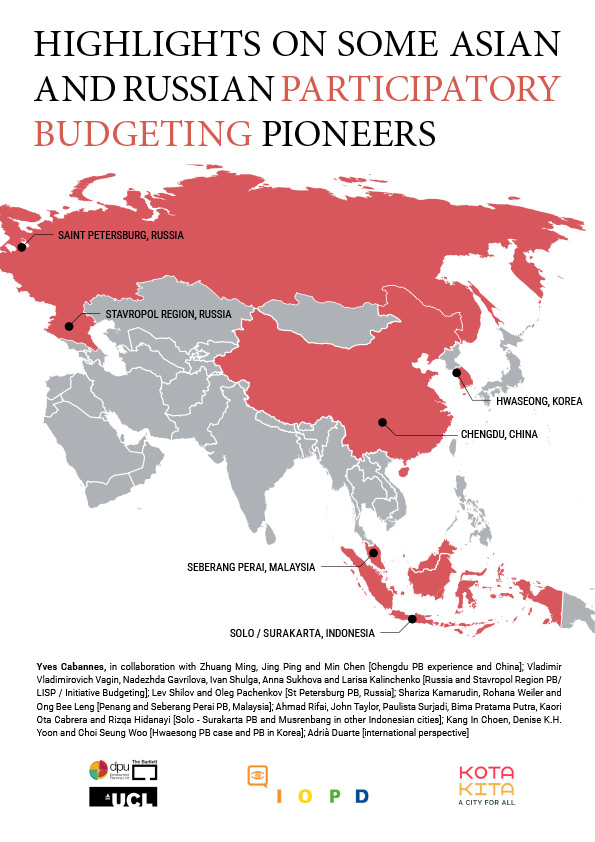 HIGHLIGHTS ON SOME ASIAN
AND RUSSIAN PARTICIPATORY
BUDGETING PIONEERS
SAINT PETERSBURG, RUSSIA
STAVROPOL REGION, RUSSIA
HWASEONG, KOREA
CHENGDU, CHINA
SEBERANG PERAI, MALAYSIA
SOLO / SURAKARTA, INDONESIA
Yves Cabannes, in collaboration with Zhuang Ming, Jing Ping and Min Chen [Chengdu PB experience and China]; Vladimir
Vladimirovich Vagin, Nadezhda Gavrilova, Ivan Shulga, Anna Sukhova and Larisa Kalinchenko [Russia and Stavropol Region PB/
LISP / Initiative Budgeting]; Lev Shilov and Oleg Pachenkov [St Petersburg PB, Russia]; Shariza Kamarudin, Rohana Weiler and
Ong Bee Leng [Penang and Seberang Perai PB, Malaysia]; Ahmad Rifai, John Taylor, Paulista Surjadi, Bima Pratama Putra, Kaori
Ota Cabrera and Rizqa Hidanayi [Solo - Surakarta PB and Musrenbang in other Indonesian cities]; Kang In Choen, Denise K.H.
Yoon and Choi Seung Woo [Hwaesong PB case and PB in Korea]; Adrià Duarte [international perspective]
dpu
Development
Planning Unit
The Bartlett
UCL
IOPD
KOTA
KITA
A CITY FOR ALL